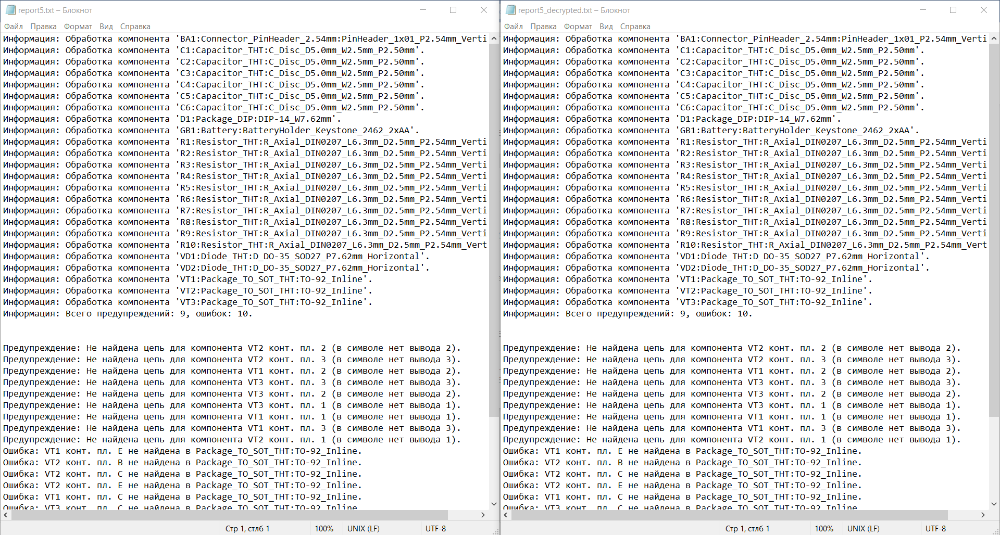 report5.txt – Блокнот
Файл Правка Формат Вид Справка
Информация: Обработка компонента 'BA1:Connector_PinHeader_2.54mm:PinHeader_1x01_P2.54mm_Verti
Информация: Обработка компонента 'C1:Capacitor_THT:C_Disc_D5.0mm_W2.5mm_P2.50mm'.
Информация: Обработка компонента 'C2:Capacitor_THT:C_Disc_D5.0mm_W2.5mm_P2.50mm'.
Информация: Обработка компонента 'C3:Capacitor_THT:C_Disc_D5.0mm_W2.5mm_P2.50mm'.
Информация: Обработка компонента 'C4:Capacitor_THT:C_Disc_D5.0mm_W2.5mm_P2.50mm'.
Информация: Обработка компонента 'C5:Capacitor_THT:C_Disc_D5.0mm_W2.5mm_P2.50mm'.
Информация: Обработка компонента 'C6:Capacitor_THT:C_Disc_D5.0mm_W2.5mm_P2.50mm'.
Информация: Обработка компонента 'D1:Package_DIP:DIP-14_W7.62mm'.
Информация: Обработка компонента 'GB1:Battery:BatteryHolder_Keystone_2462_2xAA'.
Информация: Обработка компонента 'R1:Resistor_THT:R_Axial_DIN0207_L6.3mm_D2.5mm_P2.54mm_Verti
Информация: Обработка компонента 'R2:Resistor_THT:R_Axial_DIN0207_L6.3mm_D2.5mm_P2.54mm_Verti
Информация: Обработка компонента 'R3:Resistor_THT:R_Axial_DIN0207_L6.3mm_D2.5mm_P2.54mm_Verti
Информация: Обработка компонента 'R4:Resistor_THT:R_Axial_DIN0207_L6.3mm_D2.5mm_P2.54mm_Verti
Информация: Обработка компонента 'R5:Resistor_THT:R_Axial_DIN0207_L6.3mm_D2.5mm_P2.54mm_Verti
Информация: Обработка компонента 'R6:Resistor_THT:R_Axial_DIN0207_L6.3mm_D2.5mm_P2.54mm_Verti
Информация: Обработка компонента 'R7:Resistor_THT:R_Axial_DIN0207_L6.3mm_D2.5mm_P2.54mm_Verti
Информация: Обработка компонента 'R8:Resistor_THT:R_Axial_DIN0207_L6.3mm_D2.5mm_P2.54mm_Verti
Информация: Обработка компонента 'R9:Resistor_THT:R_Axial_DIN0207_L6.3mm_D2.5mm_P2.54mm_Verti
Информация: Обработка компонента 'R10:Resistor_THT:R_Axial_DIN0207_L6.3mm_D2.5mm_P2.54mm_Vert
Информация: Обработка компонента 'VD1:Diode_THT:D_DO-35_SOD27_P7.62mm_Horizontal'.
Информация: Обработка компонента 'VD2:Diode_THT:D_DO-35_SOD27_P7.62mm_Horizontal'.
Информация: Обработка компонента 'VT1:Package_TO_SOT_THT:TO-92_Inline'.
Информация: Обработка компонента 'VT2:Package_TO_SOT_THT:TO-92_Inline'.
Информация: Обработка компонента 'VT3:Package_TO_SOT_THT:TO-92_Inline'.
Информация: Всего предупреждений: 9, ошибок: 10.
Предупреждение: Не найдена цепь для компонента VT2 конт. пл. 2 (в символе нет вывода 2).
Предупреждение: Не найдена цепь для компонента VT2 конт. пл. 3 (в символе нет вывода 3).
Предупреждение: Не найдена цепь для компонента VT1 конт. пл. 2 (в символе нет вывода 2).
Предупреждение: Не найдена цепь для компонента VT3 конт. пл. 3 (в символе нет вывода 3).
Предупреждение: Не найдена цепь для компонента VT3 конт. пл. 2 (в символе нет вывода 2).
Предупреждение: Не найдена цепь для компонента VT3 конт. пл. 1 (в символе нет вывода 1).
Предупреждение: Не найдена цепь для компонента VT1 конт. пл. 1 (в символе нет вывода 1).
Предупреждение: Не найдена цепь для компонента VT1 конт. пл. 3 (в символе нет вывода 3).
Предупреждение: Не найдена цепь для компонента VT2 конт. пл. 1 (в символе нет вывода 1).
Ошибка: VT1 конт. пл. E не найдена в Package_TO_SOT_THT:TO-92_Inline.
Ошибка: VT2 конт. пл. B не найдена в Package_TO_SOT_THT:TO-92_Inline.
Ошибка: VT2 конт. пл. C не найдена в Package_TO_SOT_THT:TO-92_Inline.
Ошибка: VT2 конт. пл. E не найдена в Package_TO_SOT_THT:TO-92_Inline.
Ошибка: VT1 конт. пл. C не найдена в Package_TO_SOT_THT:TO-92_Inline.
Ошибка: VT3 конт. пл. C не найдена в Package_TO_SOT_THT:TO-92_Inline.
Стр 1, стлб 1 100% UNIX (LF) UTF-8
report5_decrypted.txt – Блокнот
Файл Правка Формат Вид Справка
Информация: Обработка компонента 'BA1:Connector_PinHeader_2.54mm:PinHeader_1x01_P2.54mm_Verti
Информация: Обработка компонента 'C1:Capacitor_THT:C_Disc_D5.0mm_W2.5mm_P2.50mm'.
Информация: Обработка компонента 'C2:Capacitor_THT:C_Disc_D5.0mm_W2.5mm_P2.50mm'.
Информация: Обработка компонента 'C3:Capacitor_THT:C_Disc_D5.0mm_W2.5mm_P2.50mm'.
Информация: Обработка компонента 'C4:Capacitor_THT:C_Disc_D5.0mm_W2.5mm_P2.50mm'.
Информация: Обработка компонента 'C5:Capacitor_THT:C_Disc_D5.0mm_W2.5mm_P2.50mm'.
Информация: Обработка компонента 'C6:Capacitor_THT:C_Disc_D5.0mm_W2.5mm_P2.50mm'.
Информация: Обработка компонента 'D1:Package_DIP:DIP-14_W7.62mm'.
Информация: Обработка компонента 'GB1:Battery:BatteryHolder_Keystone_2462_2xAA'.
Информация: Обработка компонента 'R1:Resistor_THT:R_Axial_DIN0207_L6.3mm_D2.5mm_P2.54mm_Verti
Информация: Обработка компонента 'R2:Resistor_THT:R_Axial_DIN0207_L6.3mm_D2.5mm_P2.54mm_Verti
Информация: Обработка компонента 'R3:Resistor_THT:R_Axial_DIN0207_L6.3mm_D2.5mm_P2.54mm_Verti
Информация: Обработка компонента 'R4:Resistor_THT:R_Axial_DIN0207_L6.3mm_D2.5mm_P2.54mm_Verti
Информация: Обработка компонента 'R5:Resistor_THT:R_Axial_DIN0207_L6.3mm_D2.5mm_P2.54mm_Verti
Информация: Обработка компонента 'R6:Resistor_THT:R_Axial_DIN0207_L6.3mm_D2.5mm_P2.54mm_Verti
Информация: Обработка компонента 'R7:Resistor_THT:R_Axial_DIN0207_L6.3mm_D2.5mm_P2.54mm_Verti
Информация: Обработка компонента 'R8:Resistor_THT:R_Axial_DIN0207_L6.3mm_D2.5mm_P2.54mm_Verti
Информация: Обработка компонента 'R9:Resistor_THT:R_Axial_DIN0207_L6.3mm_D2.5mm_P2.54mm_Verti
Информация: Обработка компонента 'R10:Resistor_THT:R_Axial_DIN0207_L6.3mm_D2.5mm_P2.54mm_Vert
Информация: Обработка компонента 'VD1:Diode_THT:D_DO-35_SOD27_P7.62mm_Horizontal'.
Информация: Обработка компонента 'VD2:Diode_THT:D_DO-35_SOD27_P7.62mm_Horizontal'.
Информация: Обработка компонента 'VT1:Package_TO_SOT_THT:TO-92_Inline'.
Информация: Обработка компонента 'VT2:Package_TO_SOT_THT:TO-92_Inline'.
Информация: Обработка компонента 'VT3:Package_TO_SOT_THT:TO-92_Inline'.
Информация: Всего предупреждений: 9, ошибок: 10.
Предупреждение: Не найдена цепь для компонента VT2 конт. пл. 2 (в символе нет вывода 2).
Предупреждение: Не найдена цепь для компонента VT2 конт. пл. 3 (в символе нет вывода 3).
Предупреждение: Не найдена цепь для компонента VT1 конт. пл. 2 (в символе нет вывода 2).
Предупреждение: Не найдена цепь для компонента VT3 конт. пл. 3 (в символе нет вывода 3).
Предупреждение: Не найдена цепь для компонента VT3 конт. пл. 2 (в символе нет вывода 2).
Предупреждение: Не найдена цепь для компонента VT3 конт. пл. 1 (в символе нет вывода 1).
Предупреждение: Не найдена цепь для компонента VT1 конт. пл. 1 (в символе нет вывода 1).
Предупреждение: Не найдена цепь для компонента VT1 конт. пл. 3 (в символе нет вывода 3).
Предупреждение: Не найдена цепь для компонента VT2 конт. пл. 1 (в символе нет вывода 1).
Ошибка: VT1 конт. пл. E не найдена в Package_TO_SOT_THT:TO-92_Inline.
Ошибка: VT2 конт. пл. B не найдена в Package_TO_SOT_THT:TO-92_Inline.
Ошибка: VT2 конт. пл. C не найдена в Package_TO_SOT_THT:TO-92_Inline.
Ошибка: VT2 конт. пл. E не найдена в Package_TO_SOT_THT:TO-92_Inline.
Ошибка: VT1 конт. пл. C не найдена в Package_TO_SOT_THT:TO-92_Inline.
Ошибка: VT3 конт. пл. C не найдена в Package_TO_SOT_THT:TO-92_Inline.
Стр 1, стлб 1 100% UNIX (LF) UTF-8